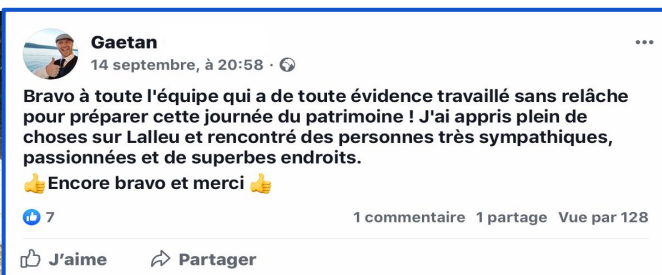 Gaetan
14 septembre, à 20:58 ·
Bravo à toute l'équipe qui a de toute évidence travaillé sans relâche
pour préparer cette journée du patrimoine ! J'ai appris plein de
choses sur Lalleu et rencontré des personnes très sympathiques,
passionnées et de superbes endroits.
👍Encore bravo et merci 👍
7 1 commentaire 1 partage Vue par 128
J'aime Partager